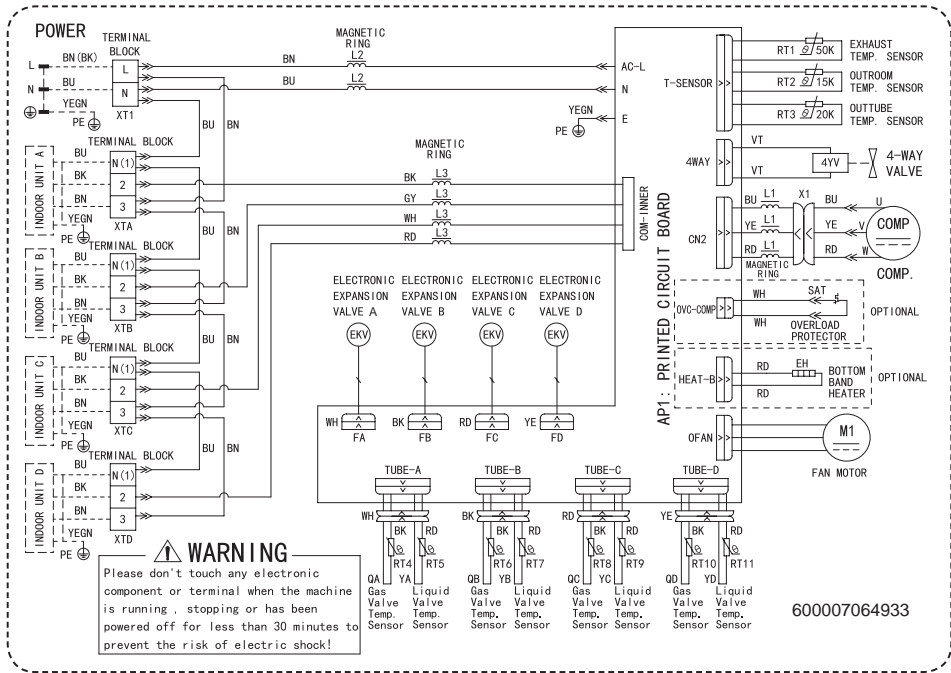 POWER
TERMINAL
BLOCK
L
BN(BK)
L
N
BU
N
YEGN
PE
XT1
BN
BU
MAGNETIC
RING
L2
L2
AC-L
N
YEGN
E
PE
BU
BN
TERMINAL BLOCK
INDOOR UNIT A
BU
N(1)
BK
2
BN
3
YEGN
PE
XTA
BU
BN
TERMINAL BLOCK
INDOOR UNIT B
BU
N(1)
BK
2
BN
3
YEGN
PE
XTB
BU
BN
TERMINAL BLOCK
INDOOR UNIT C
BU
N(1)
BK
2
BN
3
YEGN
PE
XTC
BU
BN
TERMINAL BLOCK
INDOOR UNIT D
BU
N(1)
BK
2
BN
3
YEGN
PE
XTD
MAGNETIC
RING
BK
L3
GY
L3
WH
L3
RD
L3
COM-INNER
AP1: PRINTED CIRCUIT BOARD
ELECTRONIC
EXPANSION
VALVE A
EKV
WH
FA
ELECTRONIC
EXPANSION
VALVE B
EKV
BK
FB
ELECTRONIC
EXPANSION
VALVE C
EKV
RD
FC
ELECTRONIC
EXPANSION
VALVE D
EKV
YE
FD
T-SENSOR
RT1
50K
EXHAUST
TEMP. SENSOR
RT2
15K
OUTROOM
TEMP. SENSOR
RT3
20K
OUTTUBE
TEMP. SENSOR
4WAY
VT
VT
4YV
4-WAY
VALVE
CN2
BU
L1
X1
BU
U
YE
L1
YE
V
RD
L1
RD
W
MAGNETIC
RING
COMP
COMP.
OVC-COMP
WH
SAT
WH
OVERLOAD
PROTECTOR
OPTIONAL
HEAT-B
RD
EH
RD
BOTTOM
BAND
HEATER
OPTIONAL
OFAN
M1
FAN MOTOR
TUBE-A
WH
BK
RD
RT4
RT5
QA
YA
Gas
Valve
Temp.
Sensor
Liquid
Valve
Temp.
Sensor
TUBE-B
BK
BK
RD
RT6
RT7
QB
YB
Gas
Valve
Temp.
Sensor
Liquid
Valve
Temp.
Sensor
TUBE-C
RD
BK
RD
RT8
RT9
QC
YC
Gas
Valve
Temp.
Sensor
Liquid
Valve
Temp.
Sensor
TUBE-D
YE
BK
RD
RT10
RT11
QD
YD
Gas
Valve
Temp.
Sensor
Liquid
Valve
Temp.
Sensor
WARNING
Please don't touch any electronic
component or terminal when the machine
is running , stopping or has been
powered off for less than 30 minutes to
prevent the risk of electric shock!
600007064933